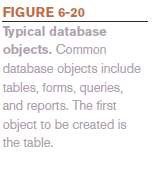 FIGURE 6-20
Typical database
objects. Common
database objects include
tables, forms, queries,
and reports. The first
object to be created is
the table.